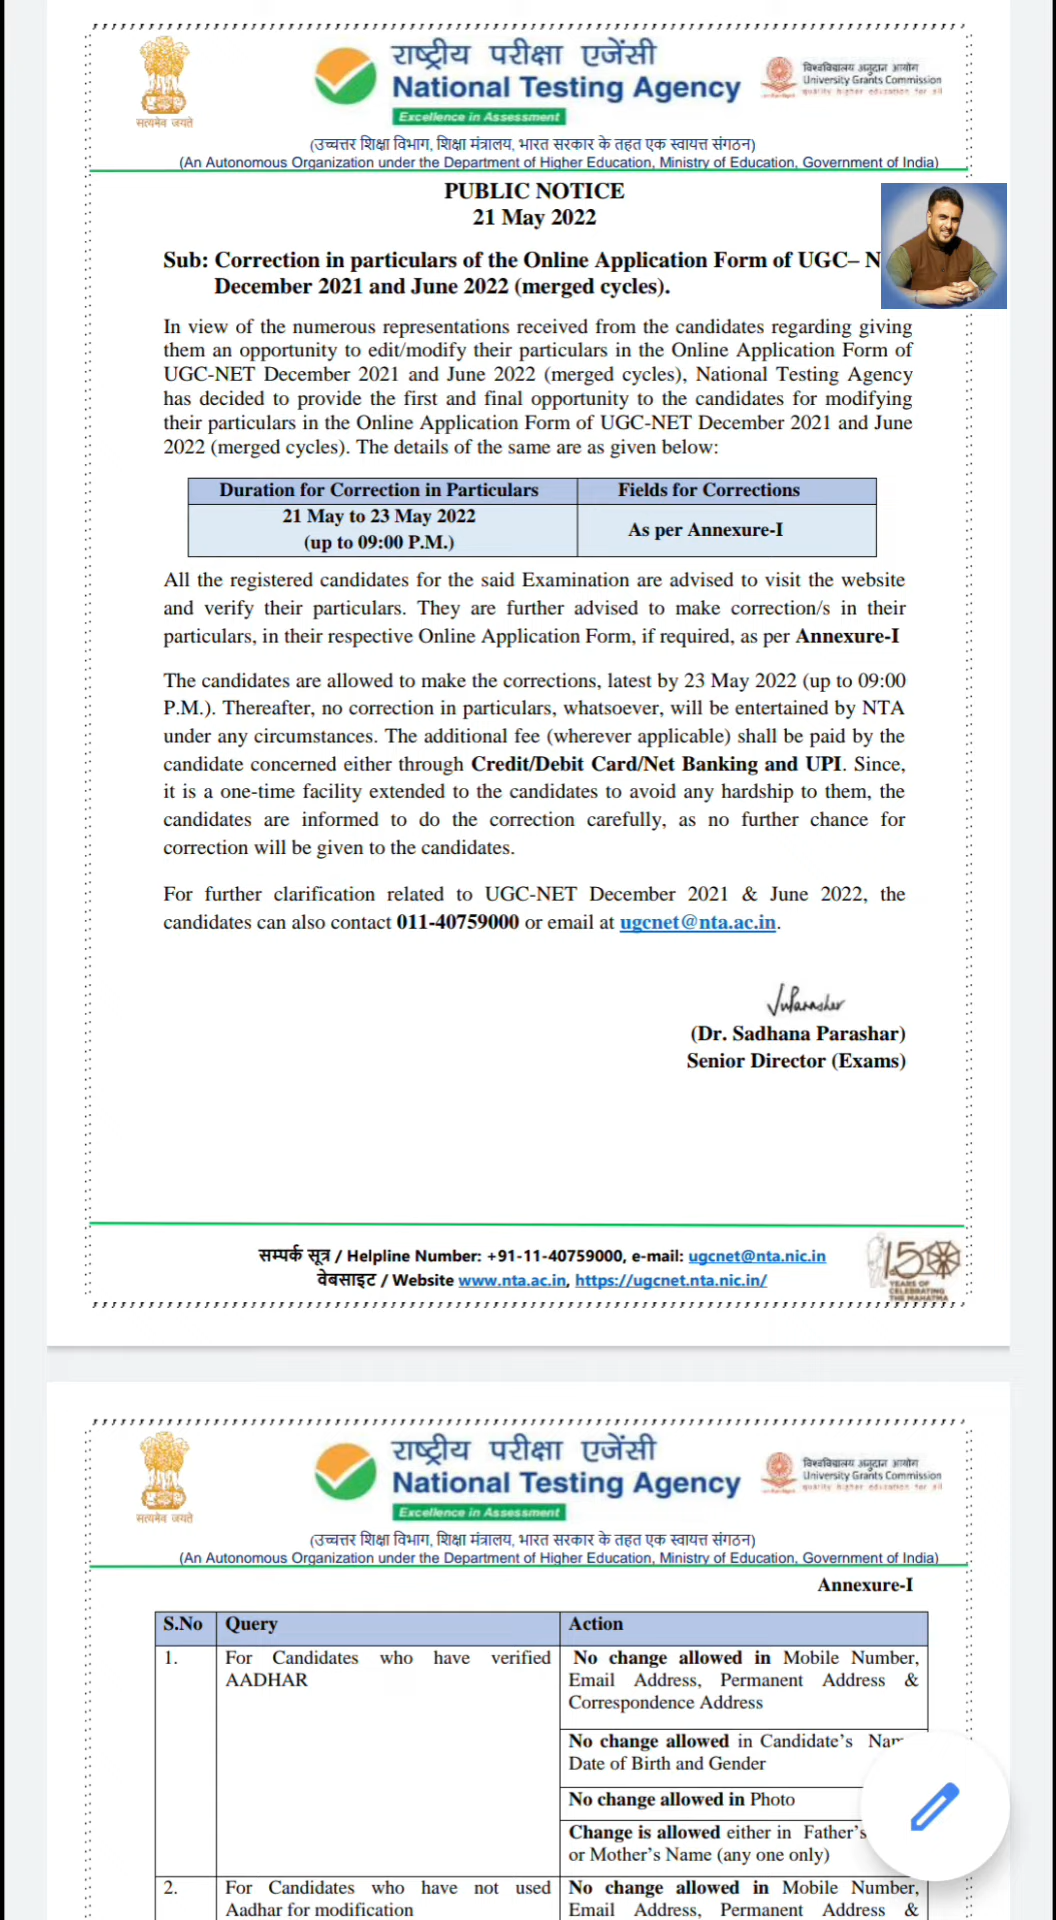 राष्ट्रीय परीक्षा एजेंसी
National Testing Agency
Excellence in Assessment
सत्यमेव जयते
विश्वविद्यालय अनुदान आयोग
University Grants Commission
quality higher education for all
(उच्चत्तर शिक्षा विभाग, शिक्षा मंत्रालय, भारत सरकार के तहत एक स्वायत्त संगठन)
(An Autonomous Organization under the Department of Higher Education, Ministry of Education, Government of India)
PUBLIC NOTICE
21 May 2022
Sub: Correction in particulars of the Online Application Form of UGC– N
December 2021 and June 2022 (merged cycles).
In view of the numerous representations received from the candidates regarding giving
them an opportunity to edit/modify their particulars in the Online Application Form of
UGC-NET December 2021 and June 2022 (merged cycles), National Testing Agency
has decided to provide the first and final opportunity to the candidates for modifying
their particulars in the Online Application Form of UGC-NET December 2021 and June
2022 (merged cycles). The details of the same are as given below:
Duration for Correction in Particulars Fields for Corrections
21 May to 23 May 2022
(up to 09:00 P.M.)
As per Annexure-I
All the registered candidates for the said Examination are advised to visit the website
and verify their particulars. They are further advised to make correction/s in their
particulars, in their respective Online Application Form, if required, as per Annexure-I
The candidates are allowed to make the corrections, latest by 23 May 2022 (up to 09:00
P.M.). Thereafter, no correction in particulars, whatsoever, will be entertained by NTA
under any circumstances. The additional fee (wherever applicable) shall be paid by the
candidate concerned either through Credit/Debit Card/Net Banking and UPI. Since,
it is a one-time facility extended to the candidates to avoid any hardship to them, the
candidates are informed to do the correction carefully, as no further chance for
correction will be given to the candidates.
For further clarification related to UGC-NET December 2021 & June 2022, the
candidates can also contact 011-40759000 or email at ugcnet@nta.ac.in.
(Dr. Sadhana Parashar)
Senior Director (Exams)
सम्पर्क सूत्र / Helpline Number: +91-11-40759000, e-mail: ugcnet@nta.nic.in
वेबसाइट / Website www.nta.ac.in, https://ugcnet.nta.nic.in/
150
YEARS OF
CELEBRATING
THE MAHATMA
राष्ट्रीय परीक्षा एजेंसी
National Testing Agency
Excellence in Assessment
सत्यमेव जयते
विश्वविद्यालय अनुदान आयोग
University Grants Commission
quality higher education for all
(उच्चत्तर शिक्षा विभाग, शिक्षा मंत्रालय, भारत सरकार के तहत एक स्वायत्त संगठन)
(An Autonomous Organization under the Department of Higher Education, Ministry of Education, Government of India)
Annexure-I
S.No Query Action
1. For Candidates who have verified
AADHAR
No change allowed in Mobile Number,
Email Address, Permanent Address &
Correspondence Address
No change allowed in Candidate's
Date of Birth and Gender
No change allowed in Photo
Change is allowed either in Father's
or Mother's Name (any one only)
2. For Candidates who have not used
Aadhar for modification
No change allowed in Mobile Number,
Email Address, Permanent Address &